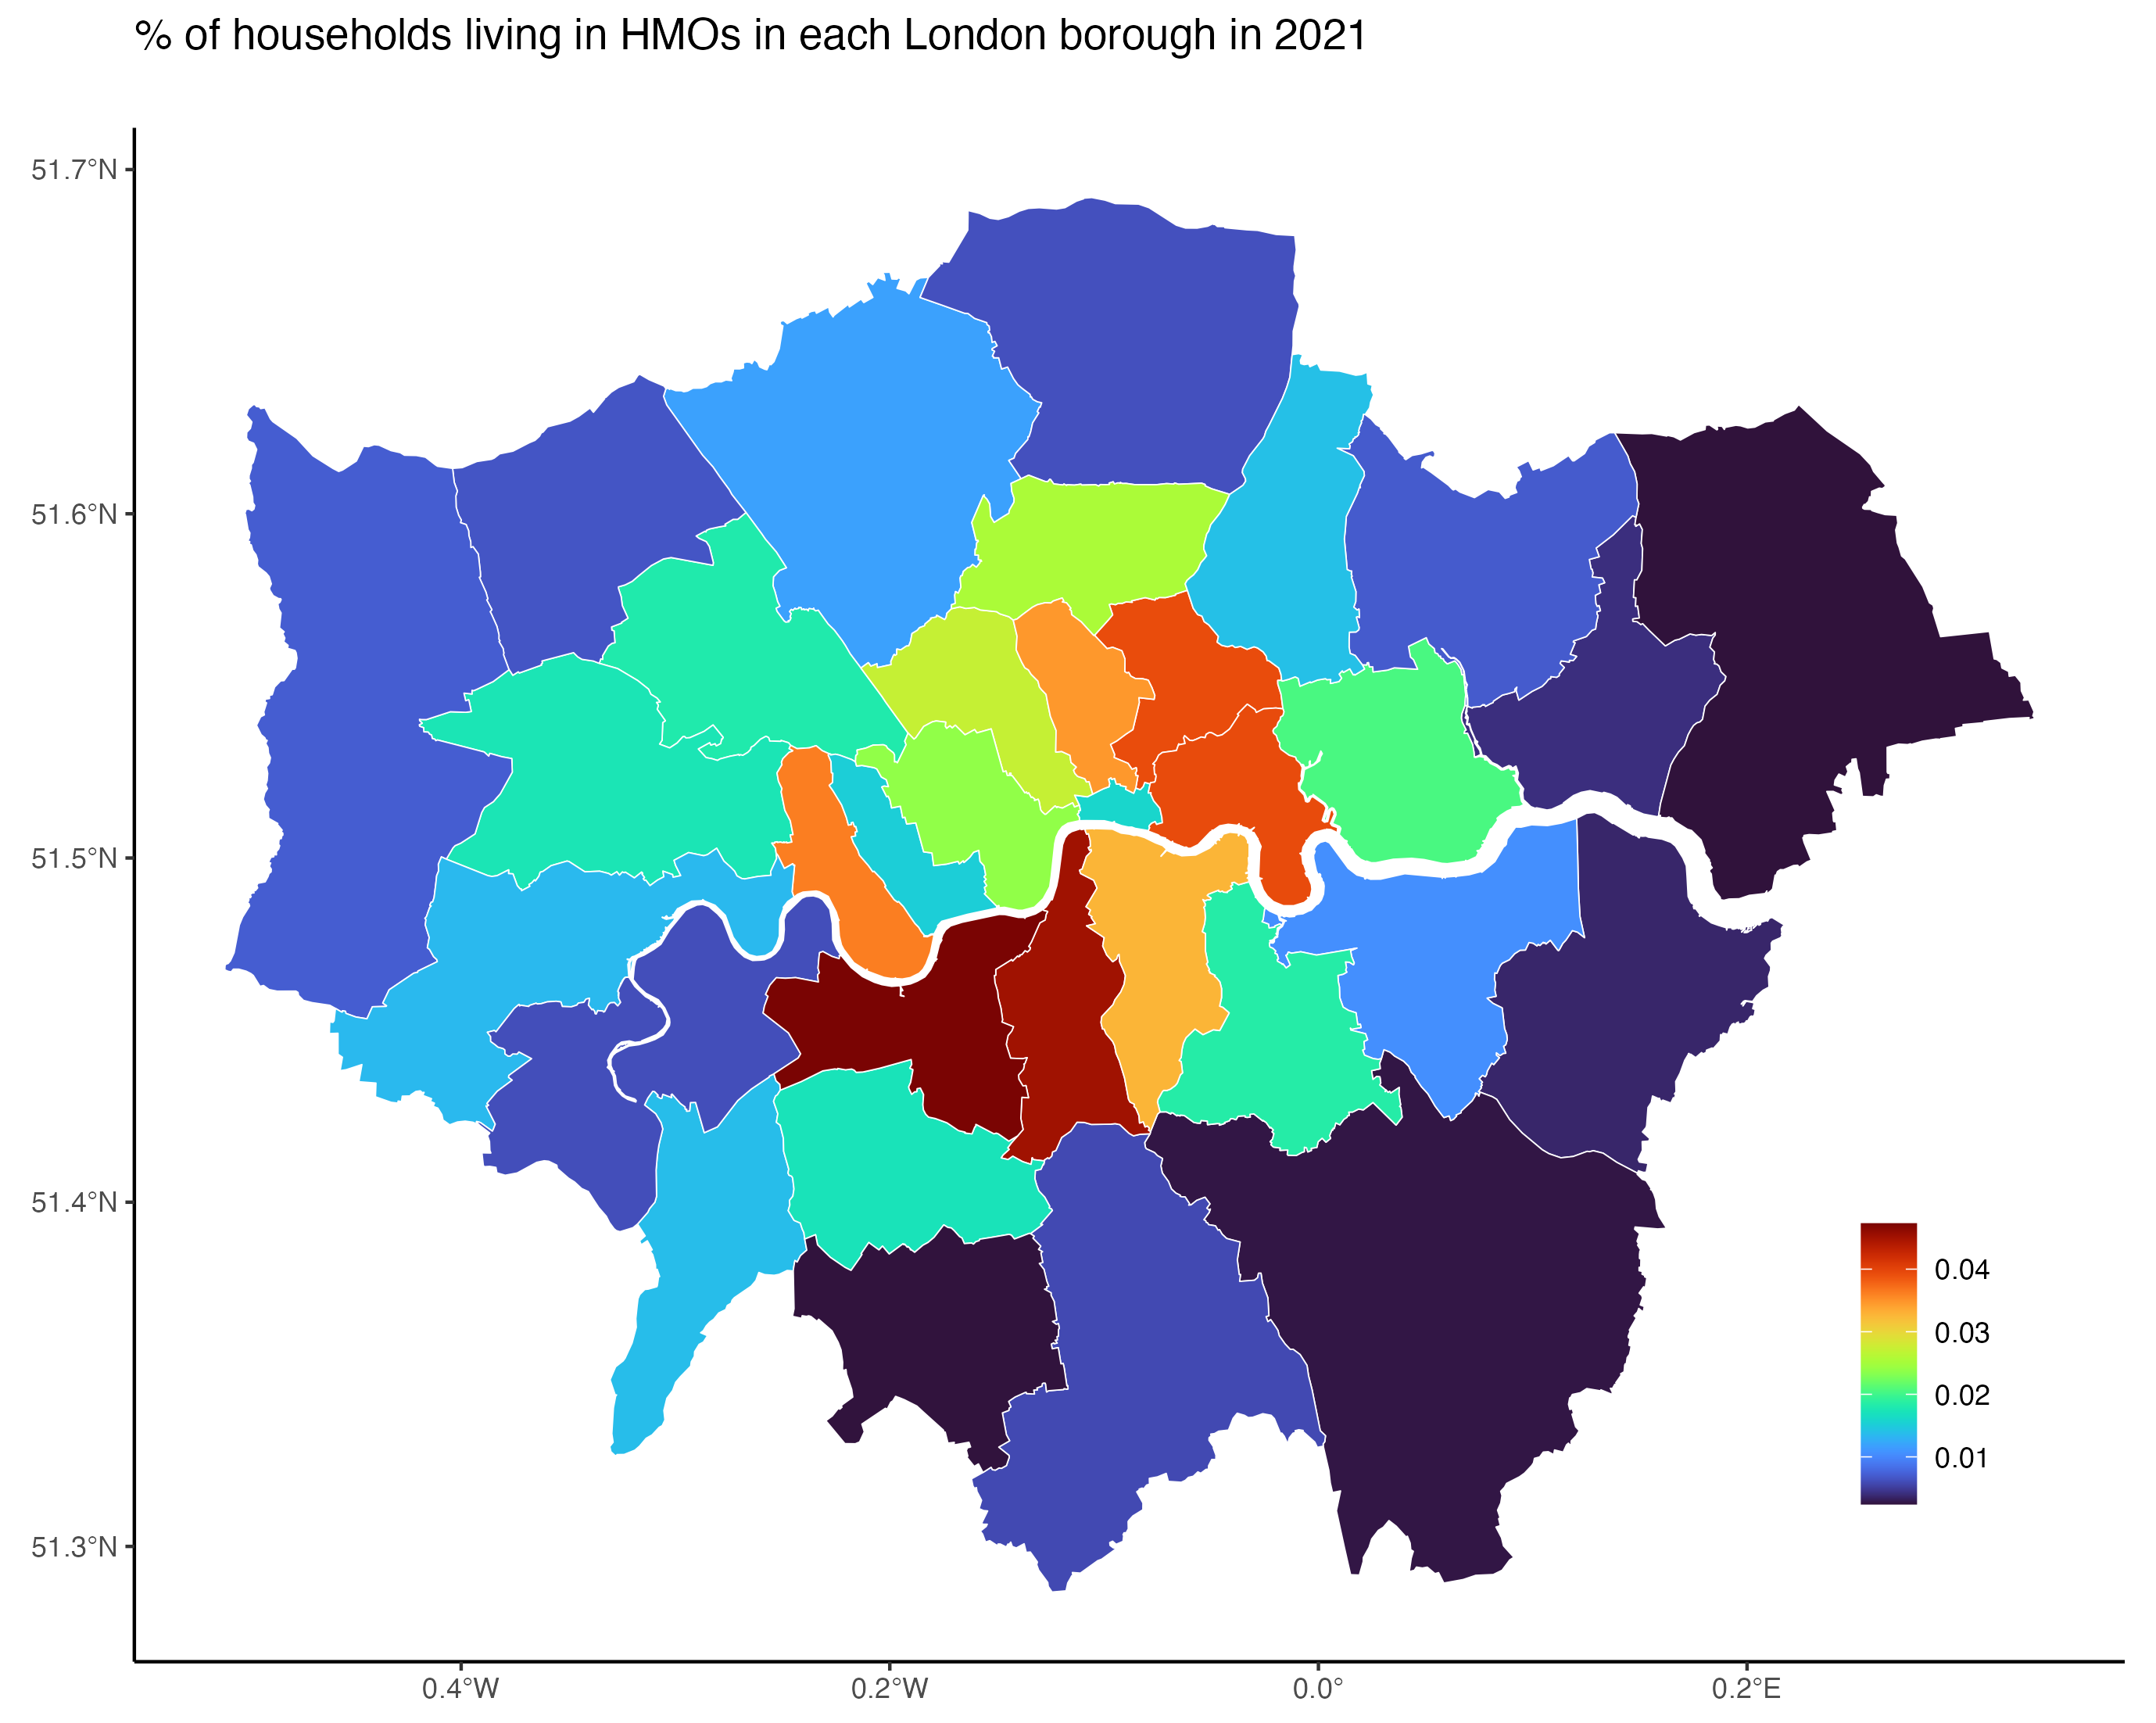 % of households living in HMOs in each London borough in 2021
51.7°N
51.6°N
51.5°N
51.4°N
51.3°N
0.04
0.03
0.02
0.01
0.4°W
0.2°W
0.0°
0.2°E